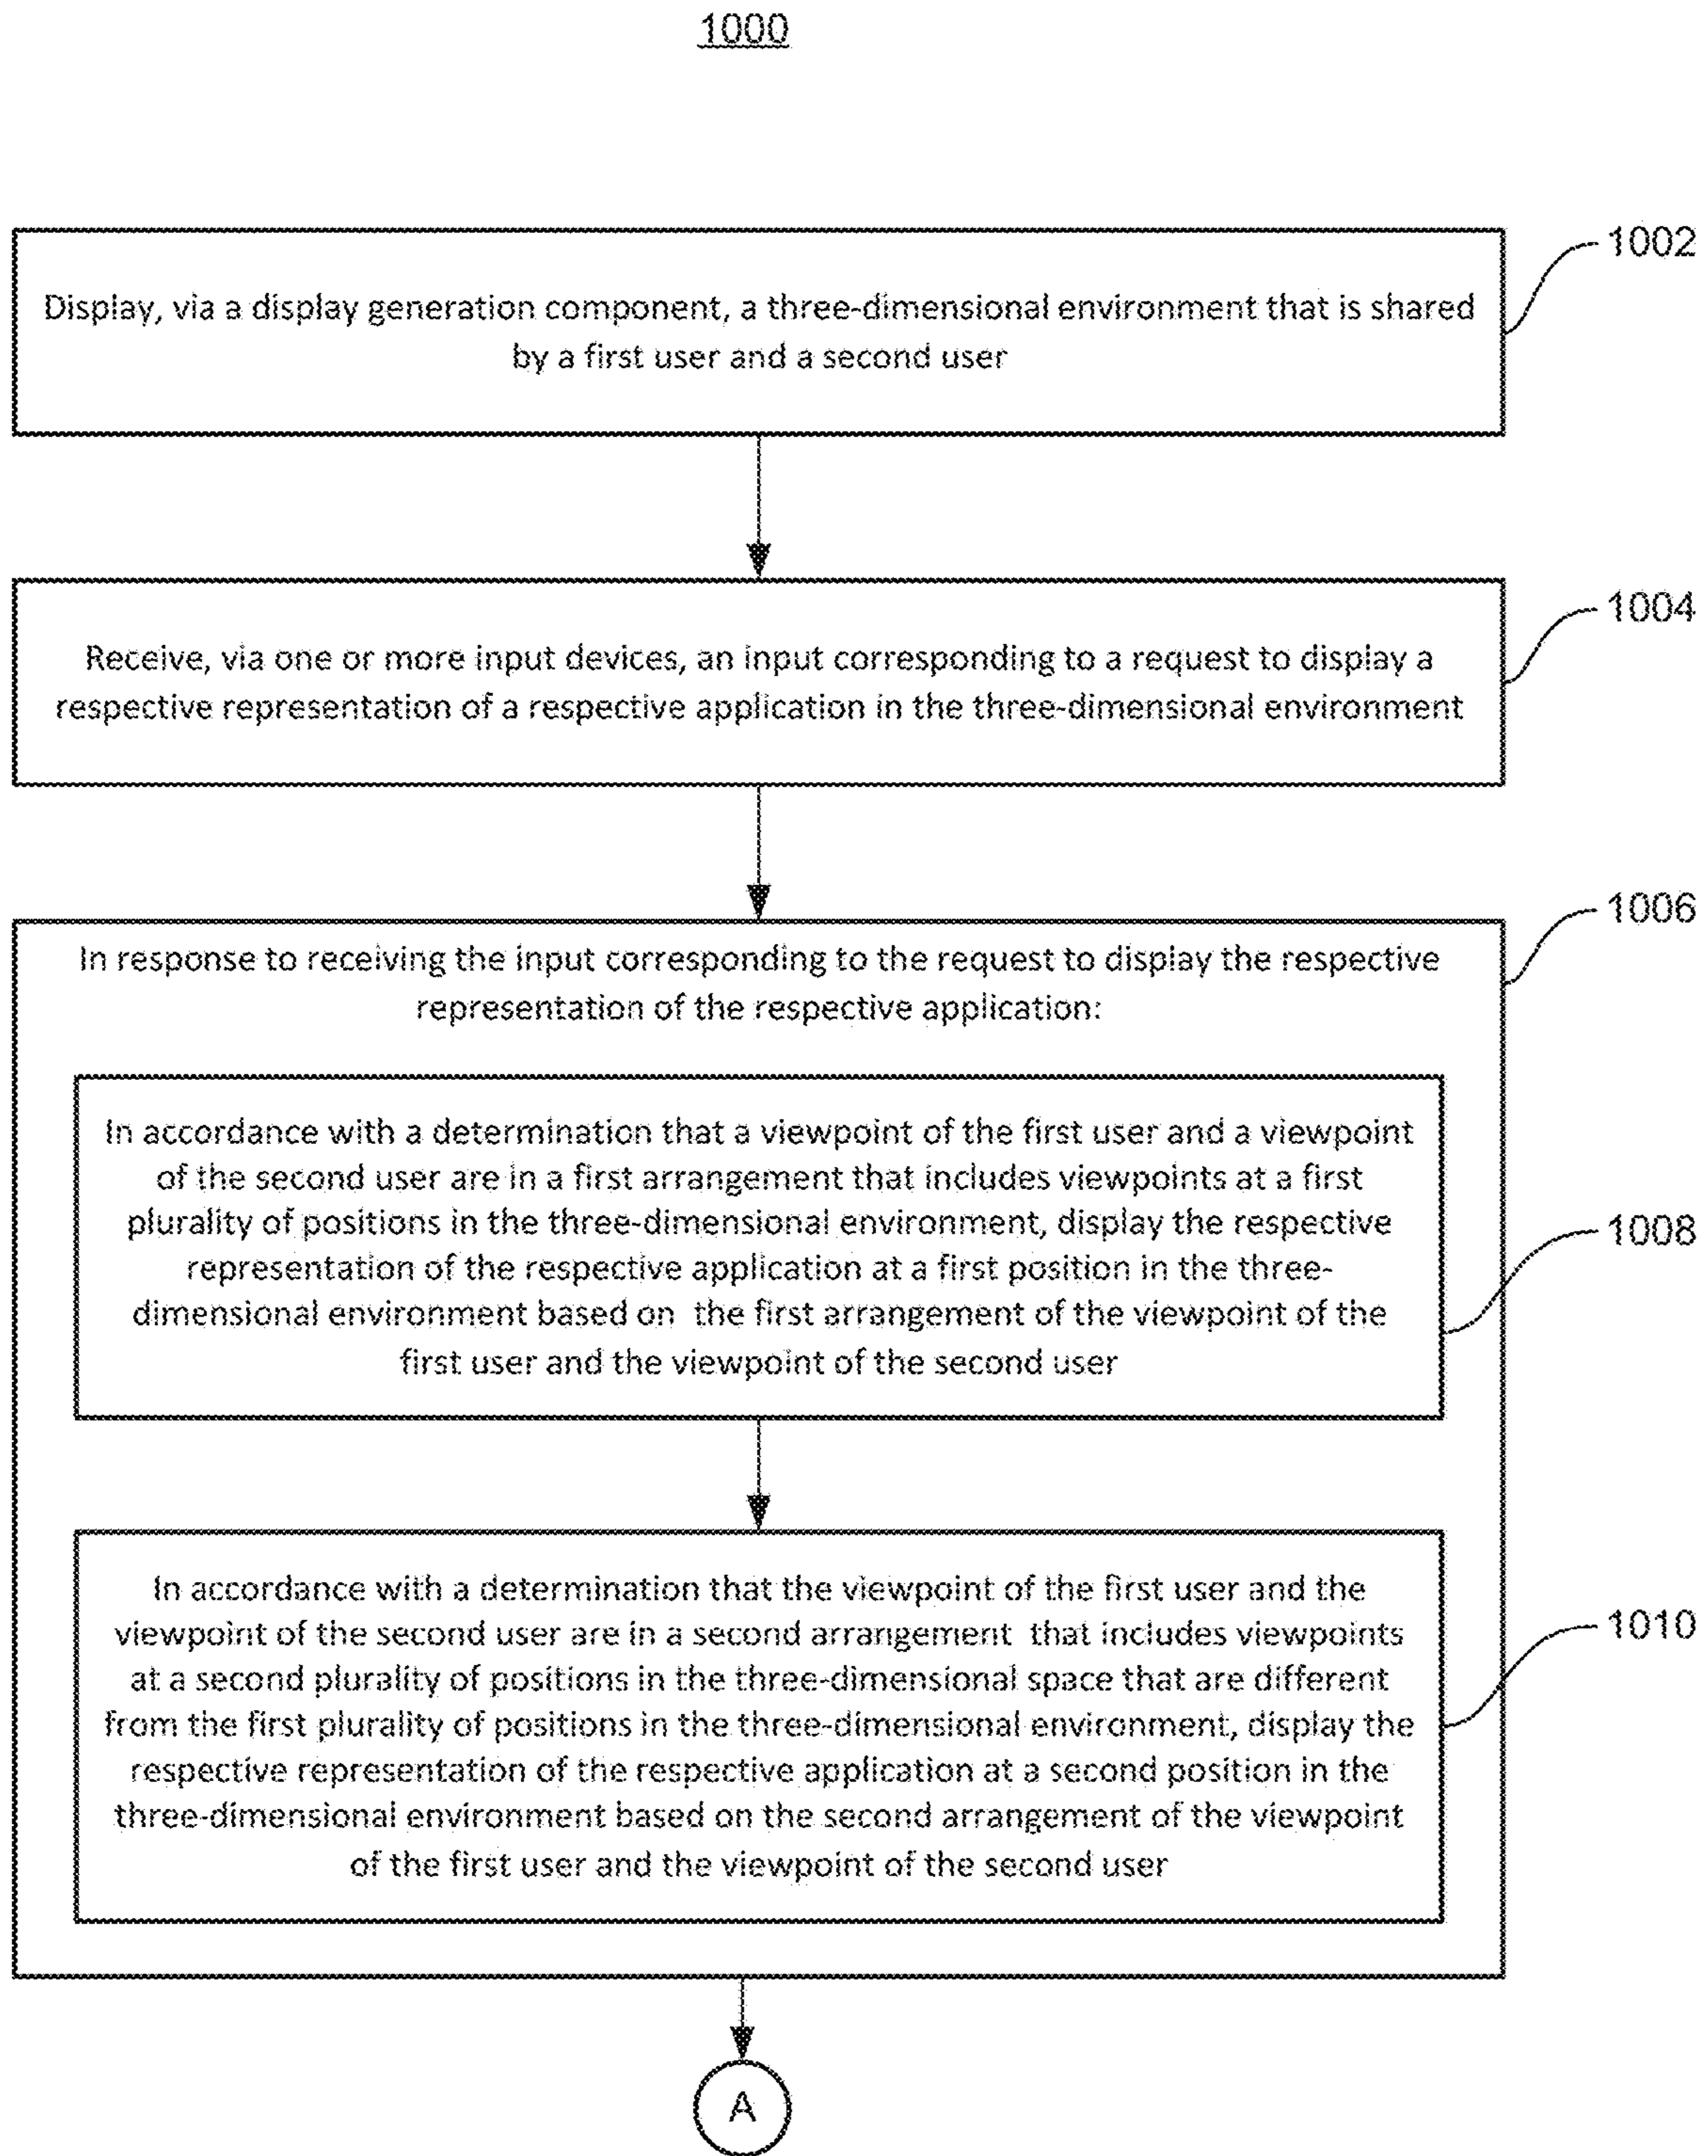 1000
1002
Display, via a display generation component, a three-dimensional environment that is shared
by a first user and a second user
1004
Receive, via one or more input devices, an input corresponding to a request to display a
respective representation of a respective application in the three-dimensional environment
1006
In response to receiving the input corresponding to the request to display the respective
representation of the respective application:
In accordance with a determination that a viewpoint of the first user and a viewpoint
of the second user are in a first arrangement that includes viewpoints at a first
plurality of positions in the three-dimensional environment, display the respective
representation of the respective application at a first position in the three-
dimensional environment based on the first arrangement of the viewpoint of the
first user and the viewpoint of the second user
1008
In accordance with a determination that the viewpoint of the first user and the
viewpoint of the second user are in a second arrangement that includes viewpoints
at a second plurality of positions in the three-dimensional space that are different
from the first plurality of positions in the three-dimensional environment, display the
respective representation of the respective application at a second position in the
three-dimensional environment based on the second arrangement of the viewpoint
of the first user and the viewpoint of the second user
1010
A